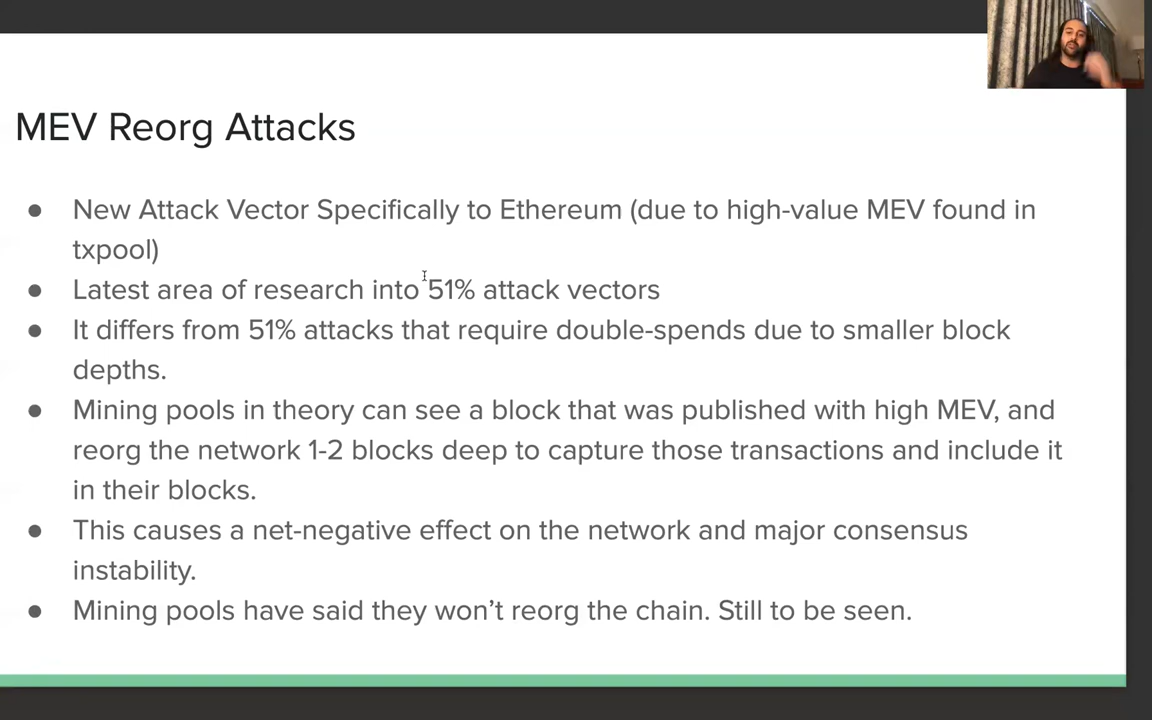 MEV Reorg Attacks
● New Attack Vector Specifically to Ethereum (due to high-value MEV found in
txpool)
● Latest area of research into 51% attack vectors
● It differs from 51% attacks that require double-spends due to smaller block
depths.
● Mining pools in theory can see a block that was published with high MEV, and
reorg the network 1-2 blocks deep to capture those transactions and include it
in their blocks.
● This causes a net-negative effect on the network and major consensus
instability.
● Mining pools have said they won’t reorg the chain. Still to be seen.